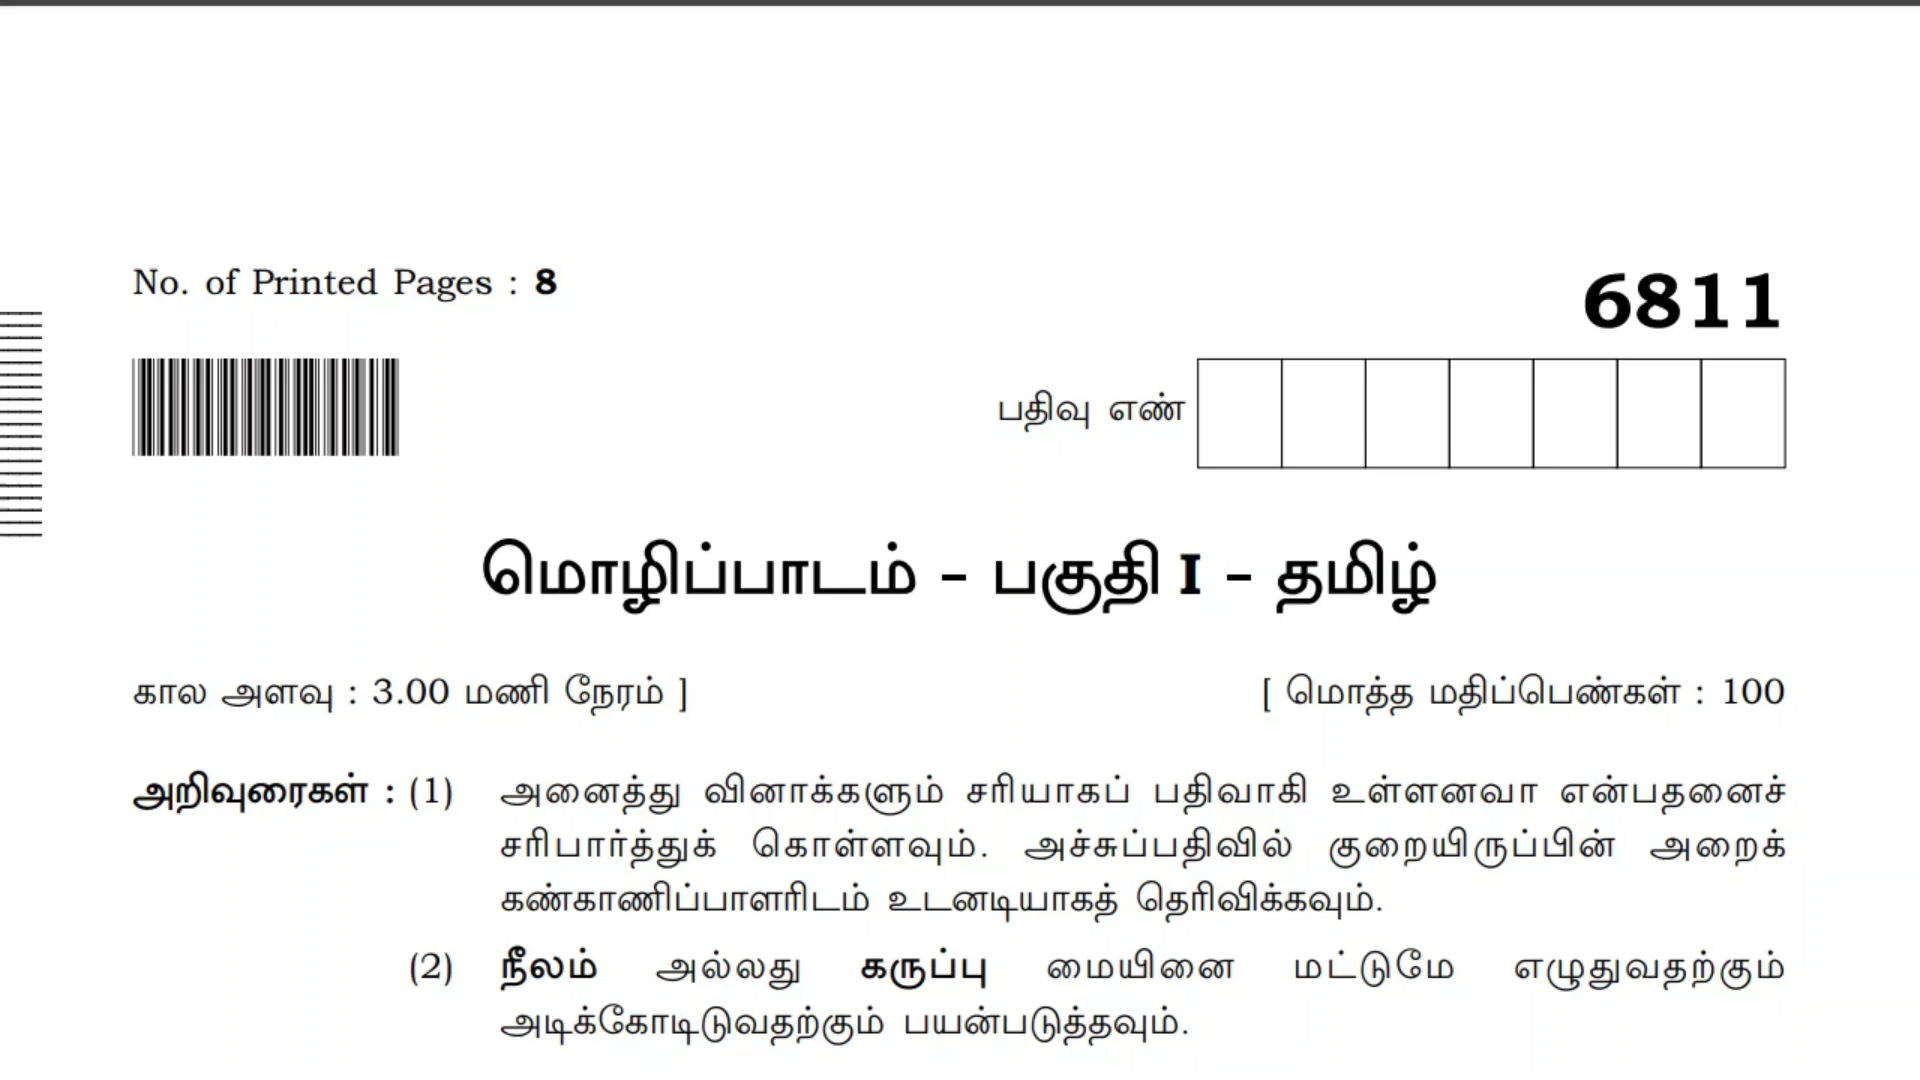 No. of Printed Pages : 8
6811
பதிவு எண்
மொழிப்பாடம் – பகுதி I – தமிழ்
கால அளவு : 3.00 மணி நேரம் ]
[ மொத்த மதிப்பெண்கள் : 100
அறிவுரைகள் : (1) அனைத்து வினாக்களும் சரியாகப் பதிவாகி உள்ளனவா என்பதனைச்
சரிபார்த்துக் கொள்ளவும். அச்சுப்பதிவில் குறையிருப்பின் அறைக்
கண்காணிப்பாளரிடம் உடனடியாகத் தெரிவிக்கவும்.
(2) நீலம் அல்லது கருப்பு மையினை மட்டுமே எழுதுவதற்கும்
அடிக்கோடிடுவதற்கும் பயன்படுத்தவும்.